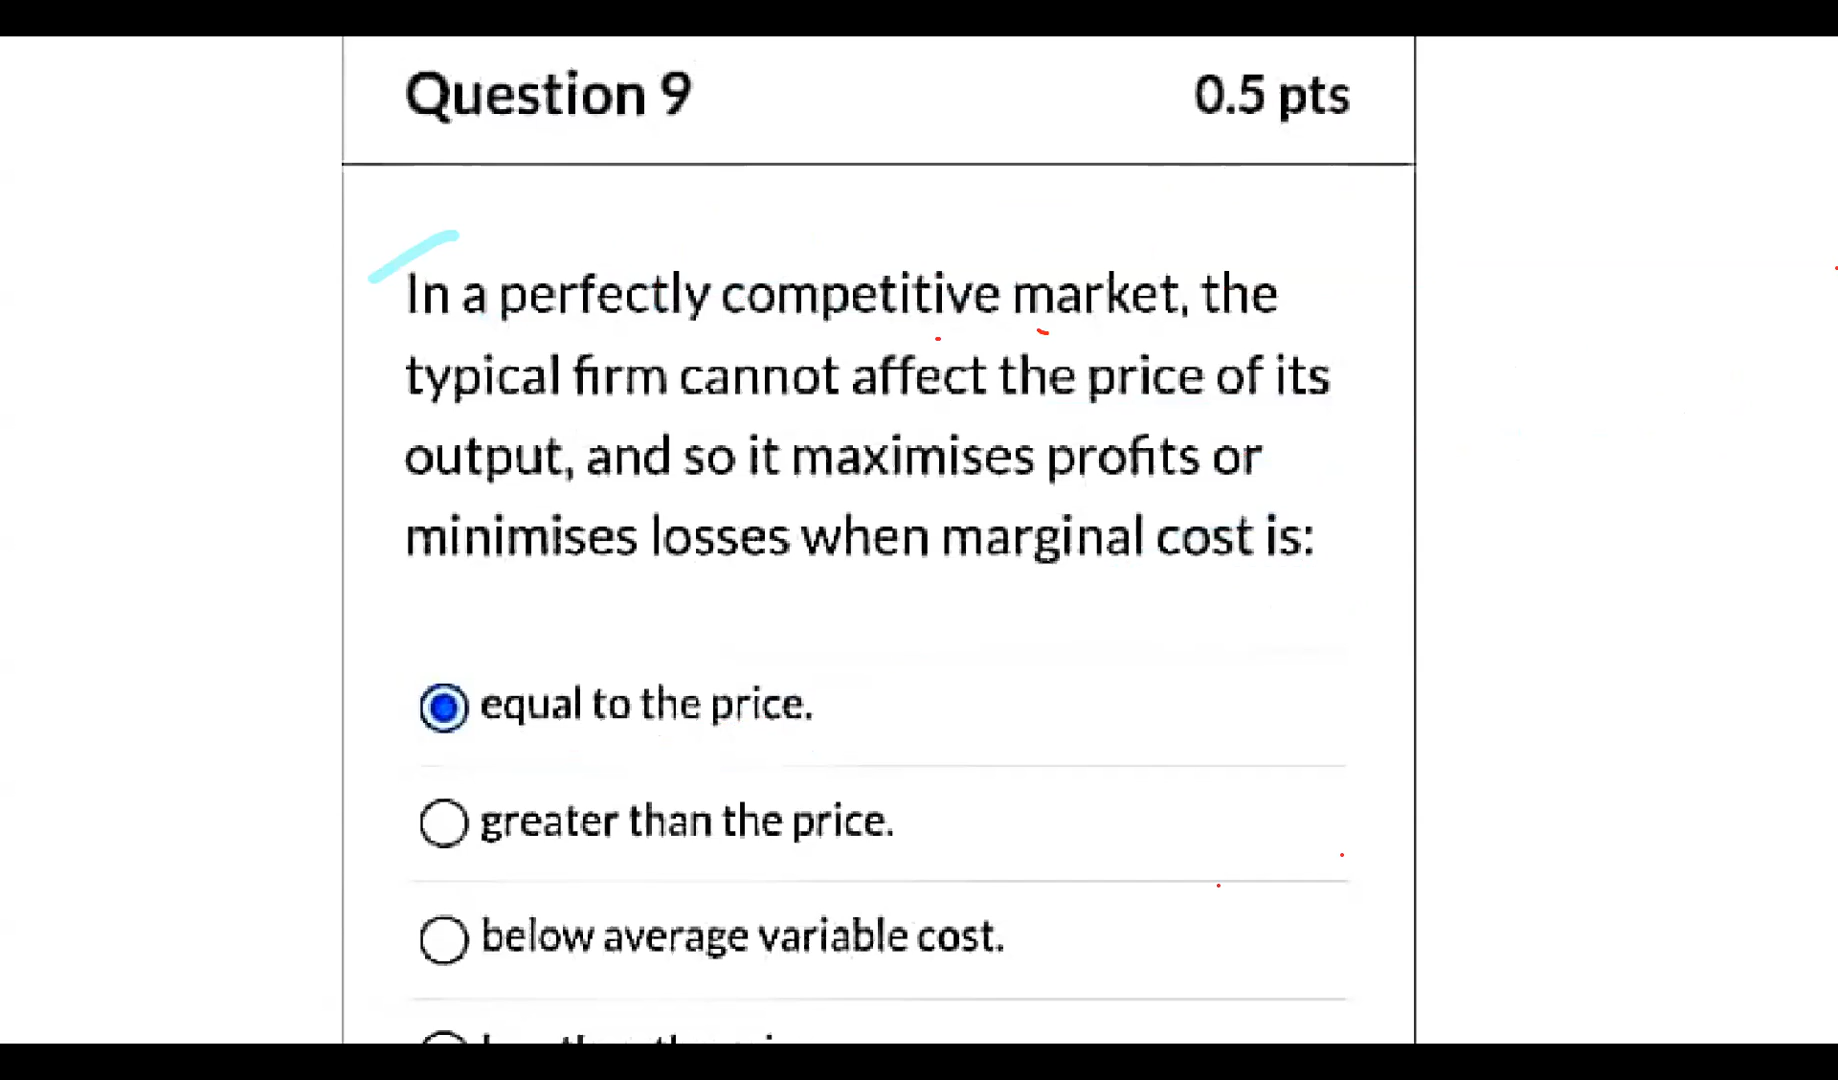 Question 9
0.5 pts
In a perfectly competitive market, the
typical firm cannot affect the price of its
output, and so it maximises profits or
minimises losses when marginal cost is:
equal to the price.
greater than the price.
below average variable cost.